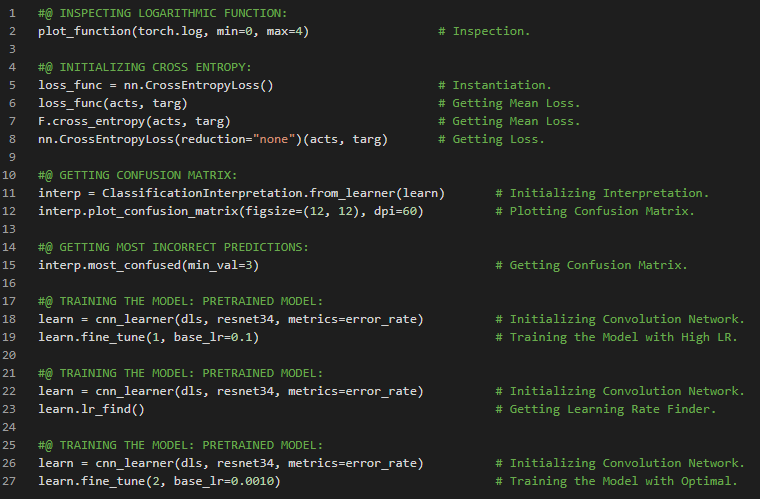 1 #@ INSPECTING LOGARITHMIC FUNCTION:
2 plot_function(torch.log, min=0, max=4) # Inspection.
3
4 #@ INITIALIZING CROSS ENTROPY:
5 loss_func = nn.CrossEntropyLoss() # Instantiation.
6 loss_func(acts, targ) # Getting Mean Loss.
7 F.cross_entropy(acts, targ) # Getting Mean Loss.
8 nn.CrossEntropyLoss(reduction="none")(acts, targ) # Getting Loss.
9
10 #@ GETTING CONFUSION MATRIX:
11 interp = ClassificationInterpretation.from_learner(learn) # Initializing Interpretation.
12 interp.plot_confusion_matrix(figsize=(12, 12), dpi=60) # Plotting Confusion Matrix.
13
14 #@ GETTING MOST INCORRECT PREDICTIONS:
15 interp.most_confused(min_val=3) # Getting Confusion Matrix.
16
17 #@ TRAINING THE MODEL: PRETRAINED MODEL:
18 learn = cnn_learner(dls, resnet34, metrics=error_rate) # Initializing Convolution Network.
19 learn.fine_tune(1, base_lr=0.1) # Training the Model with High LR.
20
21 #@ TRAINING THE MODEL: PRETRAINED MODEL:
22 learn = cnn_learner(dls, resnet34, metrics=error_rate) # Initializing Convolution Network.
23 learn.lr_find() # Getting Learning Rate Finder.
24
25 #@ TRAINING THE MODEL: PRETRAINED MODEL:
26 learn = cnn_learner(dls, resnet34, metrics=error_rate) # Initializing Convolution Network.
27 learn.fine_tune(2, base_lr=0.0010) # Training the Model with Optimal.